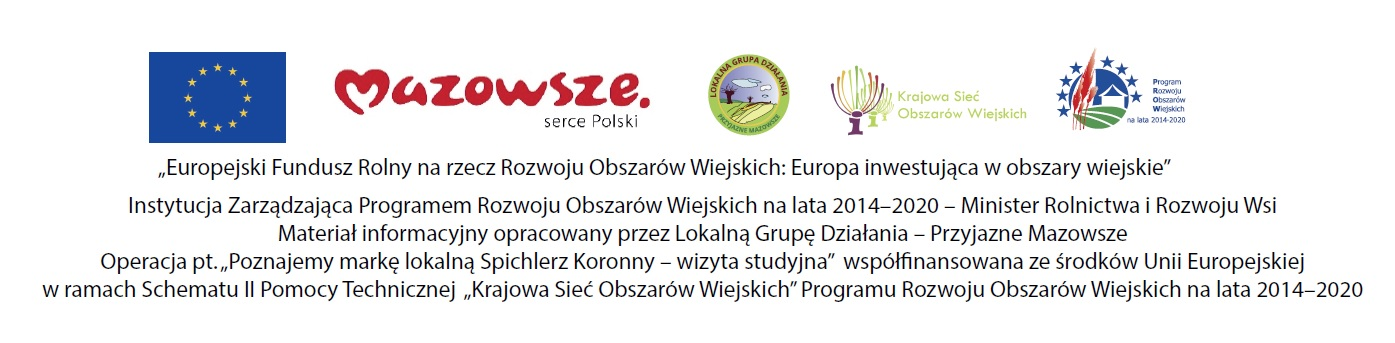 mazowsze.
serce Polski
LOKALNA GRUPA DZIAŁANIA
PRZYJAZNE MAZOWSZE
Krajowa Sieć
Obszarów Wiejskich
Program
Rozwoju
Obszarów
Wiejskich
na lata 2014-2020
„Europejski Fundusz Rolny na rzecz Rozwoju Obszarów Wiejskich: Europa inwestująca w obszary wiejskie”
Instytucja Zarządzająca Programem Rozwoju Obszarów Wiejskich na lata 2014–2020 – Minister Rolnictwa i Rozwoju Wsi
Materiał informacyjny opracowany przez Lokalną Grupę Działania – Przyjazne Mazowsze
Operacja pt. „Poznajemy markę lokalną Spichlerz Koronny – wizyta studyjna” współfinansowana ze środków Unii Europejskiej
w ramach Schematu II Pomocy Technicznej „Krajowa Sieć Obszarów Wiejskich” Programu Rozwoju Obszarów Wiejskich na lata 2014–2020